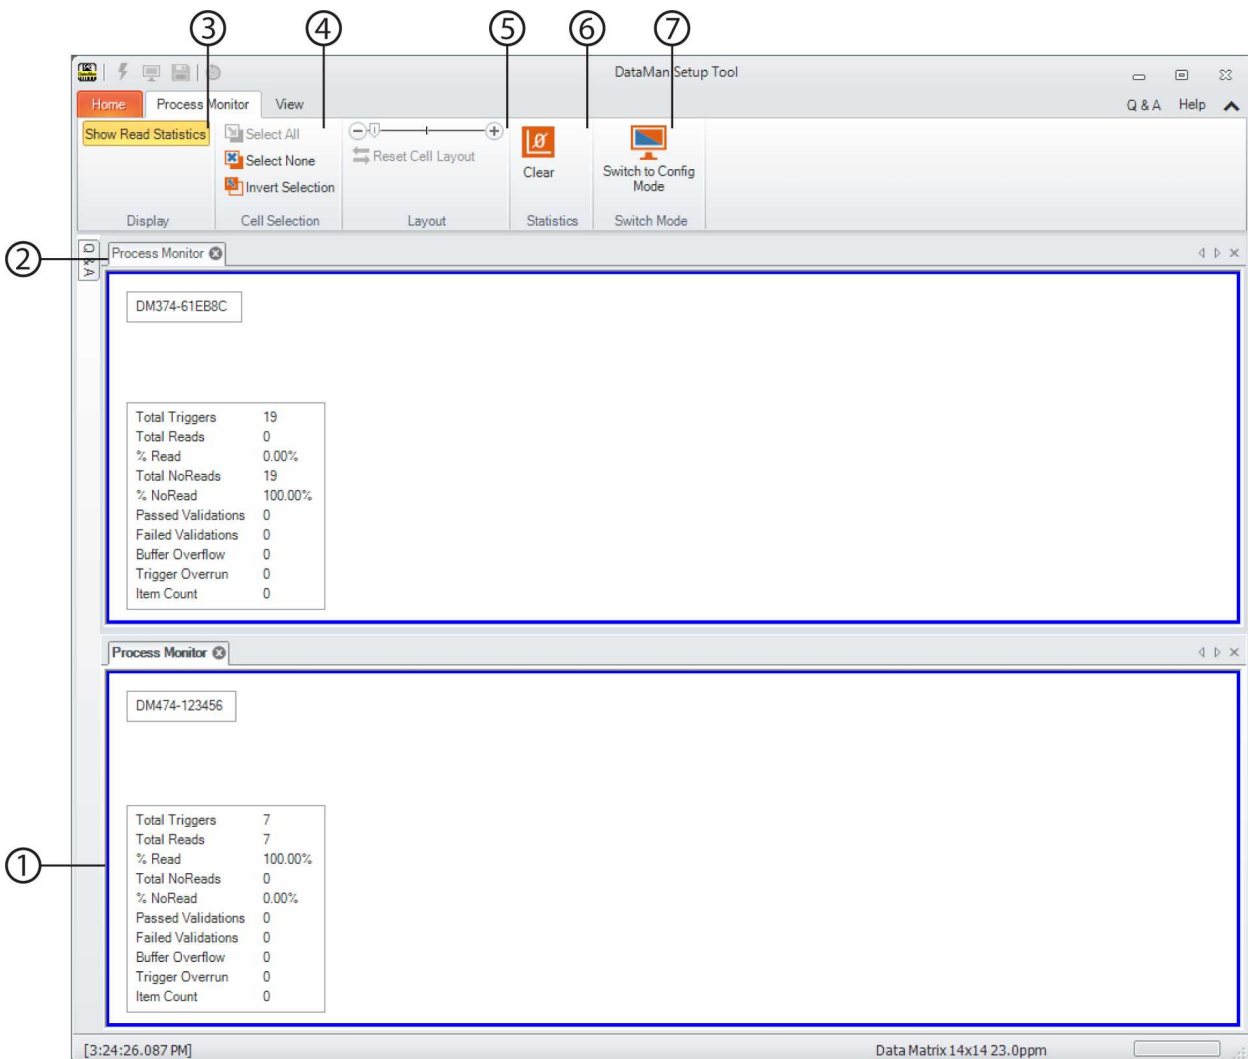 ③ ④ ⑤ ⑥ ⑦
DataMan Setup Tool
Home Process Monitor View Q & A Help
Show Read Statistics
Select All
Select None
Invert Selection
Reset Cell Layout
Clear
Switch to Config
Mode
Display Cell Selection Layout Statistics Switch Mode
②
Q & A
Process Monitor
DM374-61EB8C
Total Triggers 19
Total Reads 0
% Read 0.00%
Total NoReads 19
% NoRead 100.00%
Passed Validations 0
Failed Validations 0
Buffer Overflow 0
Trigger Overrun 0
Item Count 0
Process Monitor
DM474-123456
①
Total Triggers 7
Total Reads 7
% Read 100.00%
Total NoReads 0
% NoRead 0.00%
Passed Validations 0
Failed Validations 0
Buffer Overflow 0
Trigger Overrun 0
Item Count 0
[3:24:26.087 PM] Data Matrix 14x14 23.0ppm